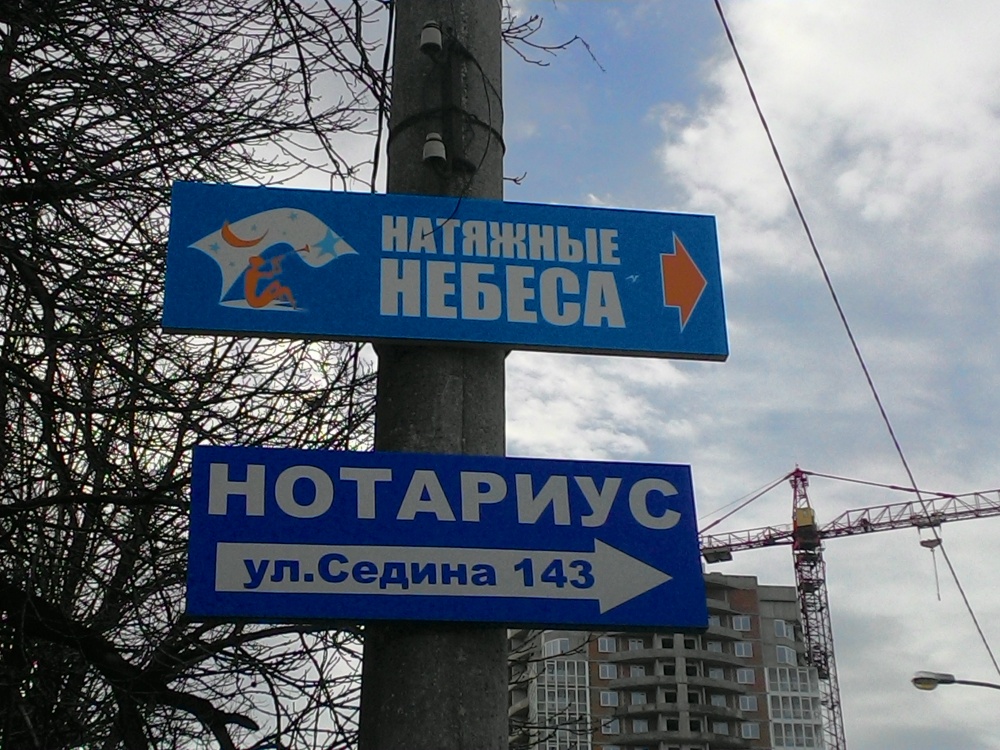 НАТЯЖНЫЕ
НЕБЕСА
НОТАРИУС
ул.Седина 143